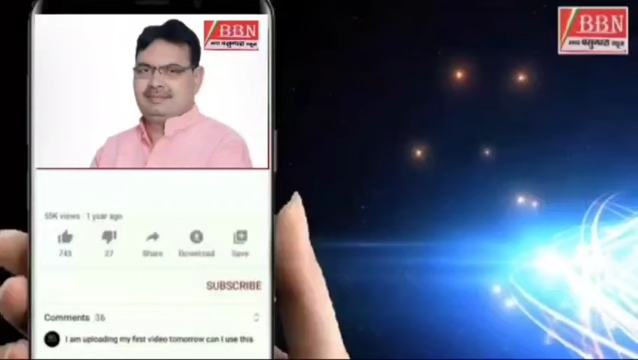 BBN
BBN
55K views · 1 year ago
745
27
Share
Download
Save
SUBSCRIBE
Comments 36
I am uploading my first video tomorrow can I use this